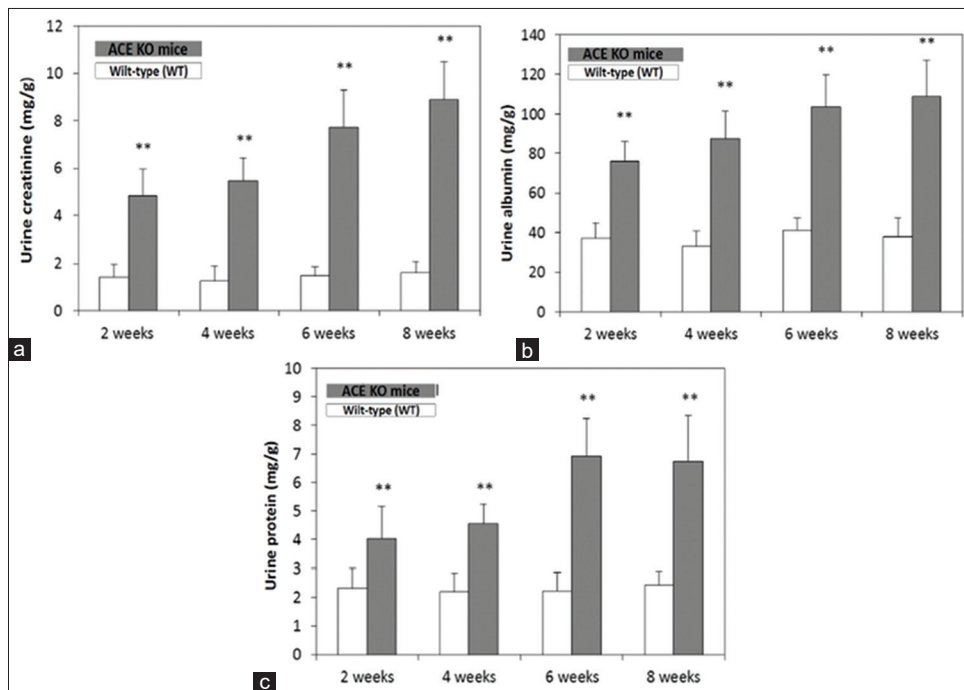 12
10
8
6
4
2
0
Urine creatinine (mg/g)
ACE KO mice
Wilt-type (WT)
**
**
**
**
2 weeks
4 weeks
6 weeks
8 weeks
a
140
120
100
80
60
40
20
0
Urine albumin (mg/g)
ACE KO mice
Wilt-type (WT)
**
**
**
**
2 weeks
4 weeks
6 weeks
8 weeks
b
10
9
8
7
6
5
4
3
2
1
0
Urine protein (mg/g)
ACE KO mice
Wilt-type (WT)
**
**
**
**
2 weeks
4 weeks
6 weeks
8 weeks
c